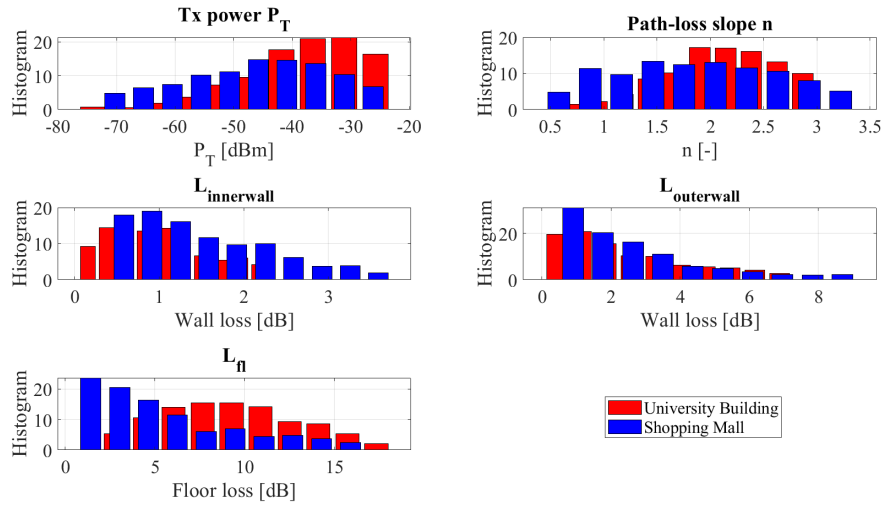 Tx power P_T
Histogram
20
10
0
-80 -70 -60 -50 -40 -30 -20
P_T [dBm]
Path-loss slope n
Histogram
20
10
0
0.5 1 1.5 2 2.5 3 3.5
n [-]
L_innerwall
Histogram
20
10
0
0 1 2 3
Wall loss [dB]
L_outerwall
Histogram
20
0
0 2 4 6 8
Wall loss [dB]
L_fl
Histogram
20
10
0
0 5 10 15
Floor loss [dB]
University Building
Shopping Mall